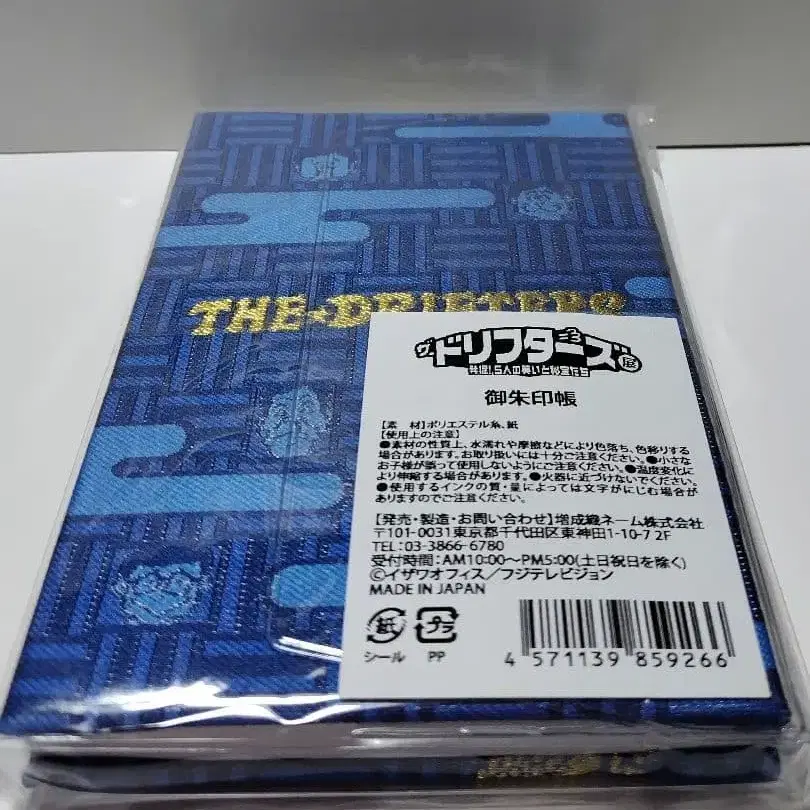 THE DRIFTERS
ザ・ドリフターズ展
発掘!5人の笑いと秘宝たち
御朱印帳
【素 材】ポリエステル糸、紙
【使用上の注意】
●素材の性質上、水濡れや摩擦などにより色落ち、色移りする
場合があります。お取り扱いには十分ご注意ください。●小さな
お子様が誤って使用しないようにご注意ください。●温度変化に
より伸縮する場合があります。●火器に近づけないでください。
●使用するインクの質・量によっては文字がにじむ場合が
ありますのでご注意ください。
【発売・製造・お問い合わせ】増成織ネーム株式会社
〒101-0031東京都千代田区東神田1-10-7 2F
TEL:03-3866-6780
受付時間:AM10:00～PM5:00(土日祝日を除く)
©イザワオフィス／フジテレビジョン
MADE IN JAPAN
紙 プラ
シール PP
4 571139 859266